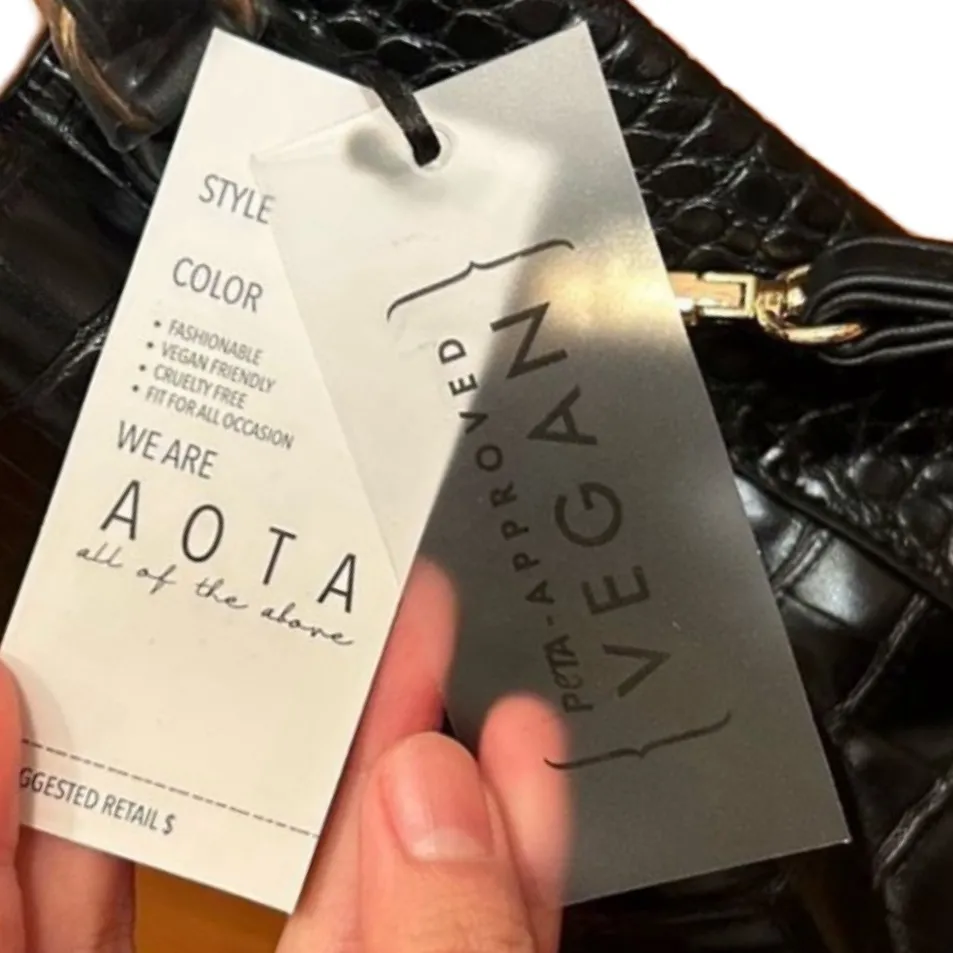 STYLE
COLOR
• FASHIONABLE
• VEGAN FRIENDLY
• CRUELTY FREE
• FIT FOR ALL OCCASION
WE ARE
AOTA
all of the above
GGESTED RETAIL $
PETA-APPROVED
VEGAN